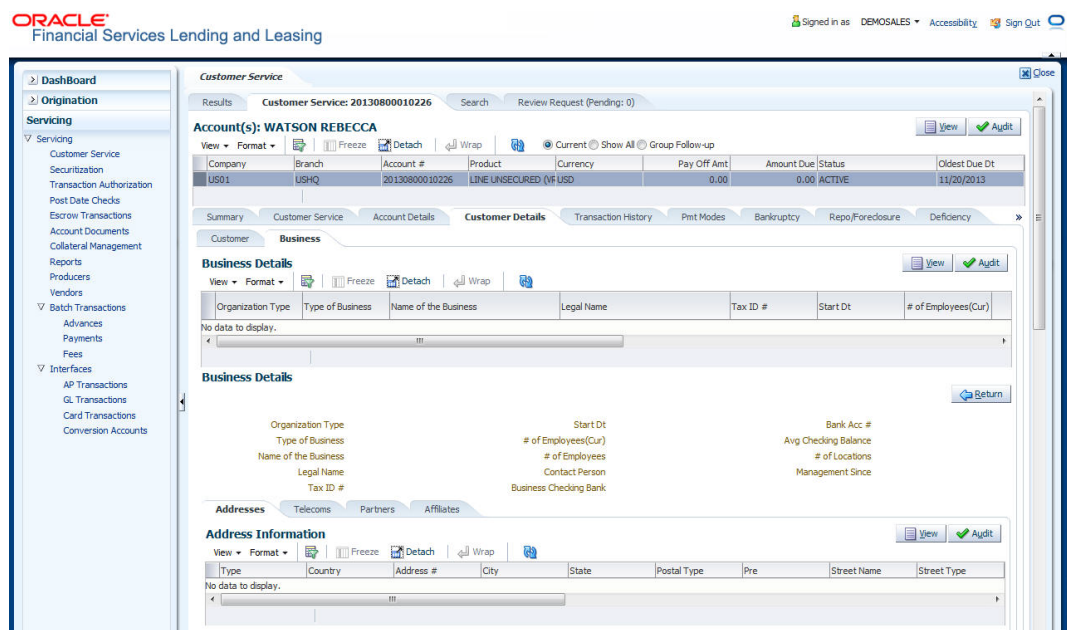 ORACLE
Financial Services Lending and Leasing
Signed in as DEMOSALES Accessibility Sign Out
Close
DashBoard
Origination
Servicing
Servicing
Customer Service
Securitization
Transaction Authorization
Post Date Checks
Escrow Transactions
Account Documents
Collateral Management
Reports
Producers
Vendors
Batch Transactions
Advances
Payments
Fees
Interfaces
AP Transactions
GL Transactions
Card Transactions
Conversion Accounts
Customer Service
Results Customer Service: 20130800010226 Search Review Request (Pending: 0)
Account(s): WATSON REBECCA
View Audit
View Format Freeze Detach Wrap Current Show All Group Follow-up
Company Branch Account # Product Currency Pay Off Amt Amount Due Status Oldest Due Dt
US01 USHQ 20130800010226 LINE UNSECURED (VF USD 0.00 0.00 ACTIVE 11/20/2013
Summary Customer Service Account Details Customer Details Transaction History Pmt Modes Bankruptcy Repo/Foreclosure Deficiency »
Customer Business
Business Details
View Audit
View Format Freeze Detach Wrap
Organization Type Type of Business Name of the Business Legal Name Tax ID # Start Dt # of Employees(Cur)
No data to display.
Business Details
Return
Organization Type Start Dt Bank Acc #
Type of Business # of Employees(Cur) Avg Checking Balance
Name of the Business # of Employees # of Locations
Legal Name Contact Person Management Since
Tax ID # Business Checking Bank
Addresses Telecoms Partners Affiliates
Address Information
View Audit
View Format Freeze Detach Wrap
Type Country Address # City State Postal Type Pre Street Name Street Type
No data to display.